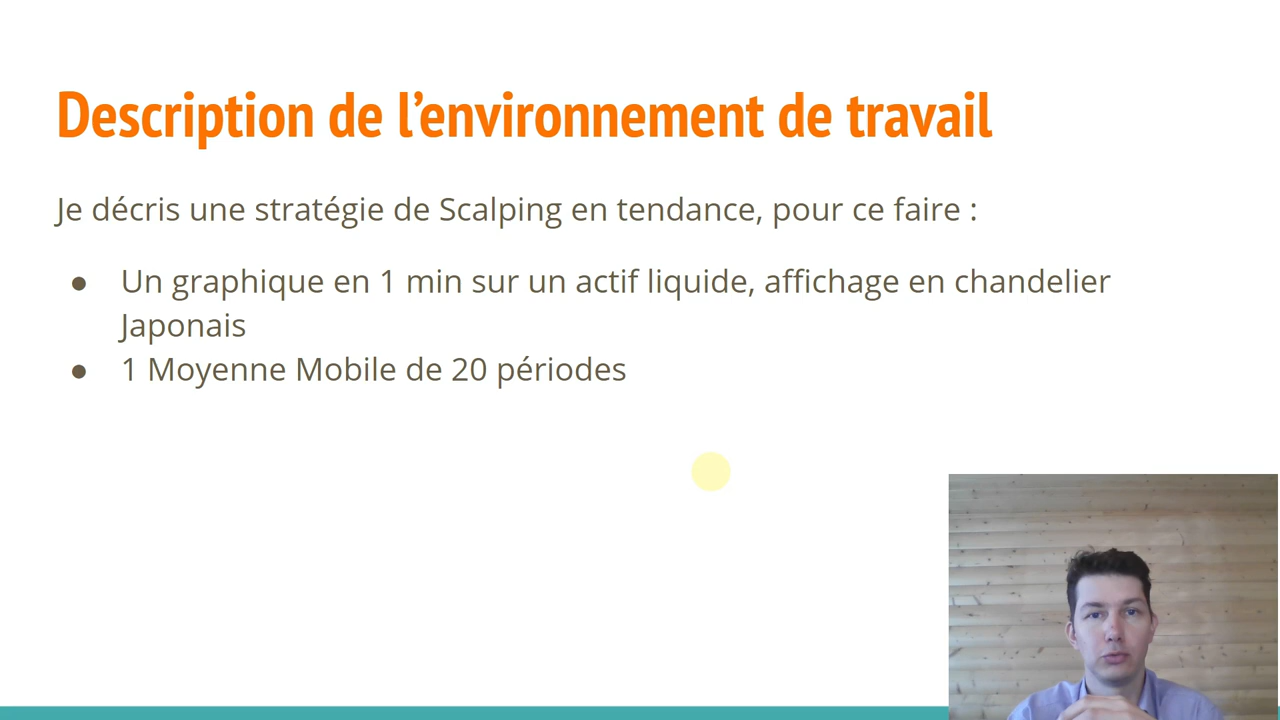 Description de l’environnement de travail
Je décris une stratégie de Scalping en tendance, pour ce faire :
● Un graphique en 1 min sur un actif liquide, affichage en chandelier
Japonais
● 1 Moyenne Mobile de 20 périodes